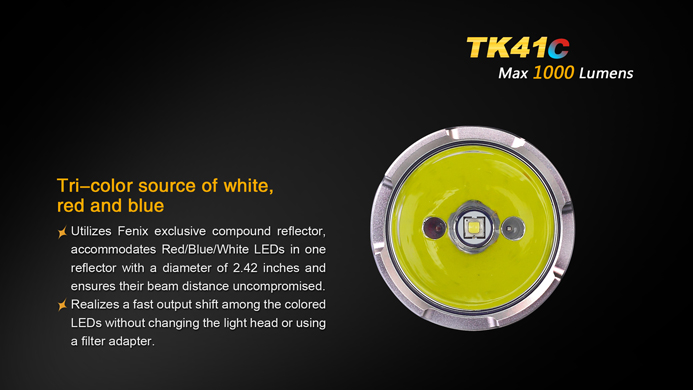 TK41C
Max 1000 Lumens
Tri-color source of white,
red and blue
Utilizes Fenix exclusive compound reflector,
accommodates Red/Blue/White LEDs in one
reflector with a diameter of 2.42 inches and
ensures their beam distance uncompromised.
Realizes a fast output shift among the colored
LEDs without changing the light head or using
a filter adapter.